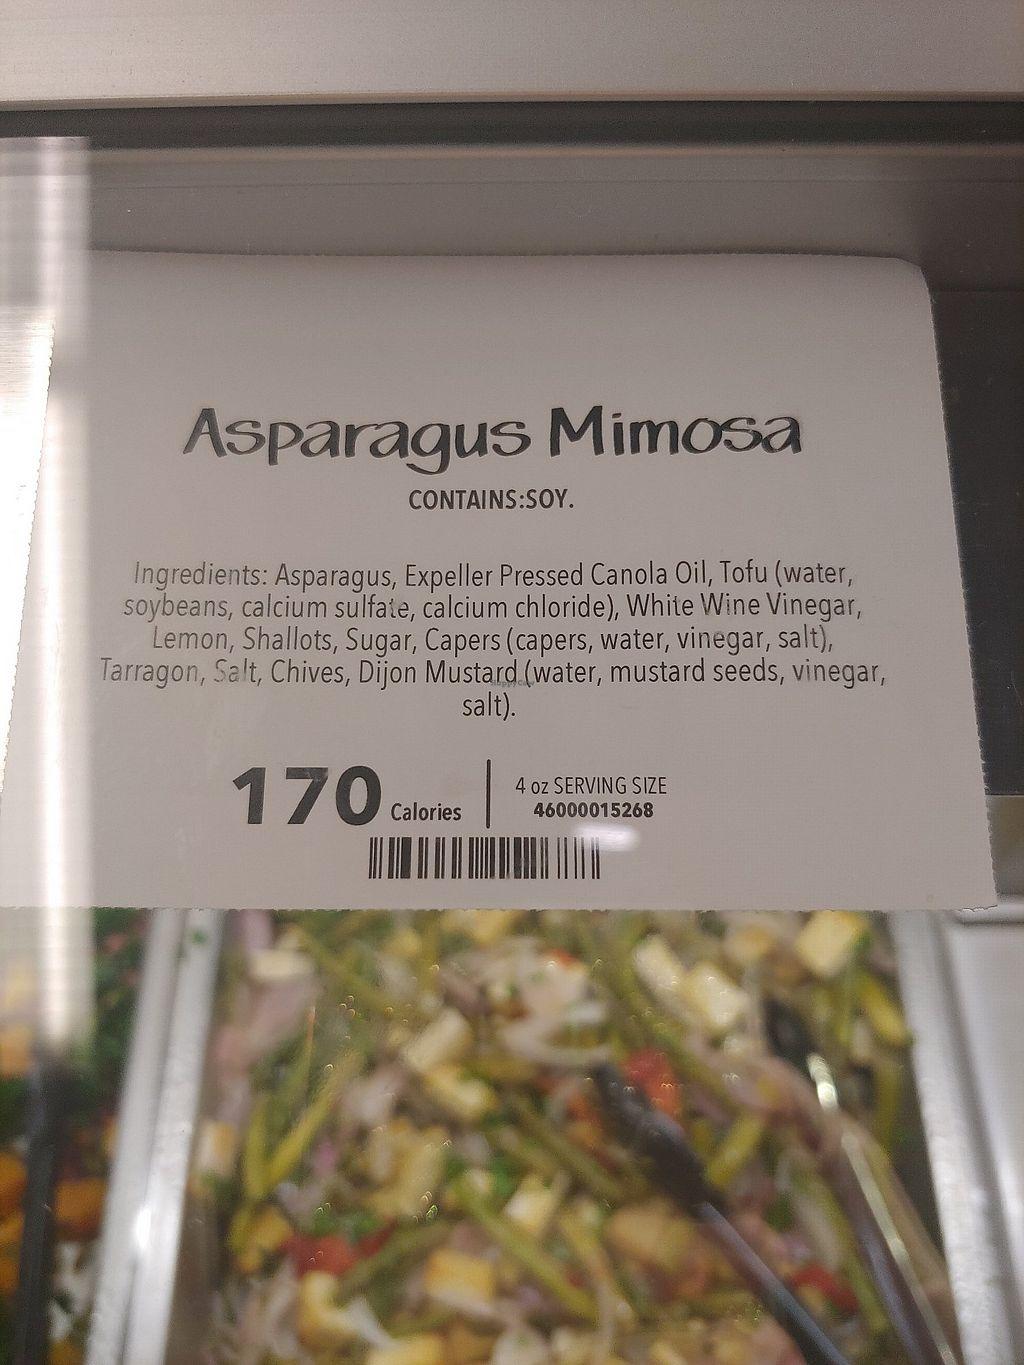 Asparagus Mimosa
CONTAINS:SOY.
Ingredients: Asparagus, Expeller Pressed Canola Oil, Tofu (water,
soybeans, calcium sulfate, calcium chloride), White Wine Vinegar,
Lemon, Shallots, Sugar, Capers (capers, water, vinegar, salt),
Tarragon, Salt, Chives, Dijon Mustard (water, mustard seeds, vinegar,
HappyCow
salt).
170 Calories
4 oz SERVING SIZE
46000015268